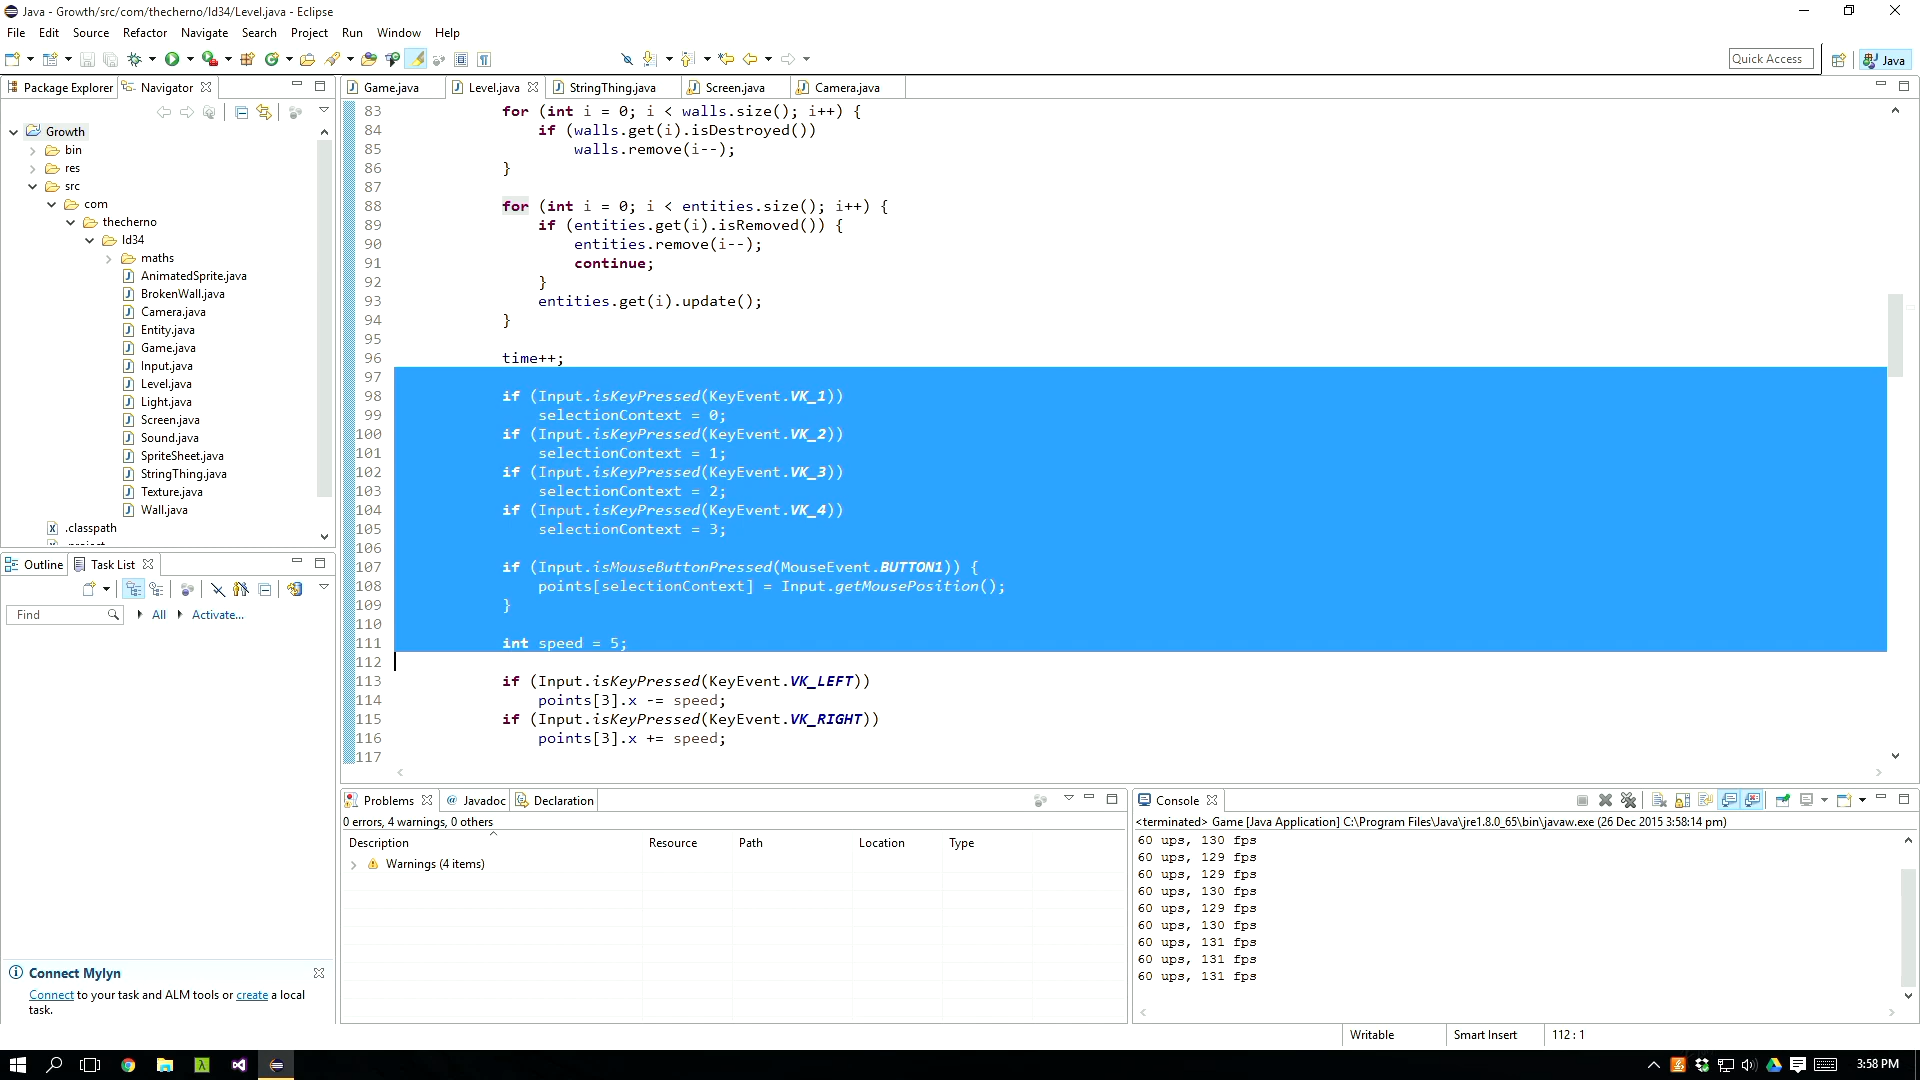 Java - Growth/src/com/thecherno/ld34/Level.java - Eclipse
File Edit Source Refactor Navigate Search Project Run Window Help
Quick Access
Java
Package Explorer
Navigator
Growth
bin
res
src
com
thecherno
ld34
maths
AnimatedSprite.java
BrokenWall.java
Camera.java
Entity.java
Game.java
Input.java
Level.java
Light.java
Screen.java
Sound.java
SpriteSheet.java
StringThing.java
Texture.java
Wall.java
.classpath
Outline
Task List
Find
All
Activate...
Connect Mylyn
Connect to your task and ALM tools or create a local
task.
Game.java
Level.java
StringThing.java
Screen.java
Camera.java
83 for (int i = 0; i < walls.size(); i++) {
84 if (walls.get(i).isDestroyed())
85 walls.remove(i--);
86 }
87
88 for (int i = 0; i < entities.size(); i++) {
89 if (entities.get(i).isRemoved()) {
90 entities.remove(i--);
91 continue;
92 }
93 entities.get(i).update();
94 }
95
96 time++;
97
98 if (Input.isKeyPressed(KeyEvent.VK_1))
99 selectionContext = 0;
100 if (Input.isKeyPressed(KeyEvent.VK_2))
101 selectionContext = 1;
102 if (Input.isKeyPressed(KeyEvent.VK_3))
103 selectionContext = 2;
104 if (Input.isKeyPressed(KeyEvent.VK_4))
105 selectionContext = 3;
106
107 if (Input.isMouseButtonPressed(MouseEvent.BUTTON1)) {
108 points[selectionContext] = Input.getMousePosition();
109 }
110
111 int speed = 5;
112
113 if (Input.isKeyPressed(KeyEvent.VK_LEFT))
114 points[3].x -= speed;
115 if (Input.isKeyPressed(KeyEvent.VK_RIGHT))
116 points[3].x += speed;
117
Problems
Javadoc
Declaration
0 errors, 4 warnings, 0 others
Description Resource Path Location Type
Warnings (4 items)
Console
<terminated> Game [Java Application] C:\Program Files\Java\jre1.8.0_65\bin\javaw.exe (26 Dec 2015 3:58:14 pm)
60 ups, 130 fps
60 ups, 129 fps
60 ups, 129 fps
60 ups, 130 fps
60 ups, 129 fps
60 ups, 130 fps
60 ups, 131 fps
60 ups, 131 fps
60 ups, 131 fps
Writable
Smart Insert
112 : 1
3:58 PM